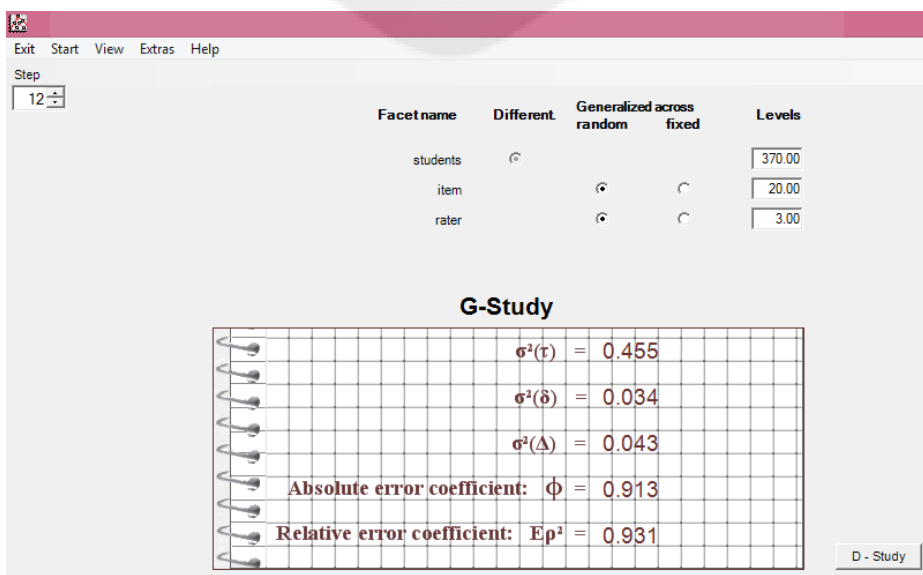 Exit Start View Extras Help
Step
12
Facet name Different. Generalized across random fixed Levels
students 370.00
item 20.00
rater 3.00
G-Study
σ²(τ) = 0.455
σ²(δ) = 0.034
σ²(Δ) = 0.043
Absolute error coefficient: ϕ = 0.913
Relative error coefficient: Eρ² = 0.931
D - Study